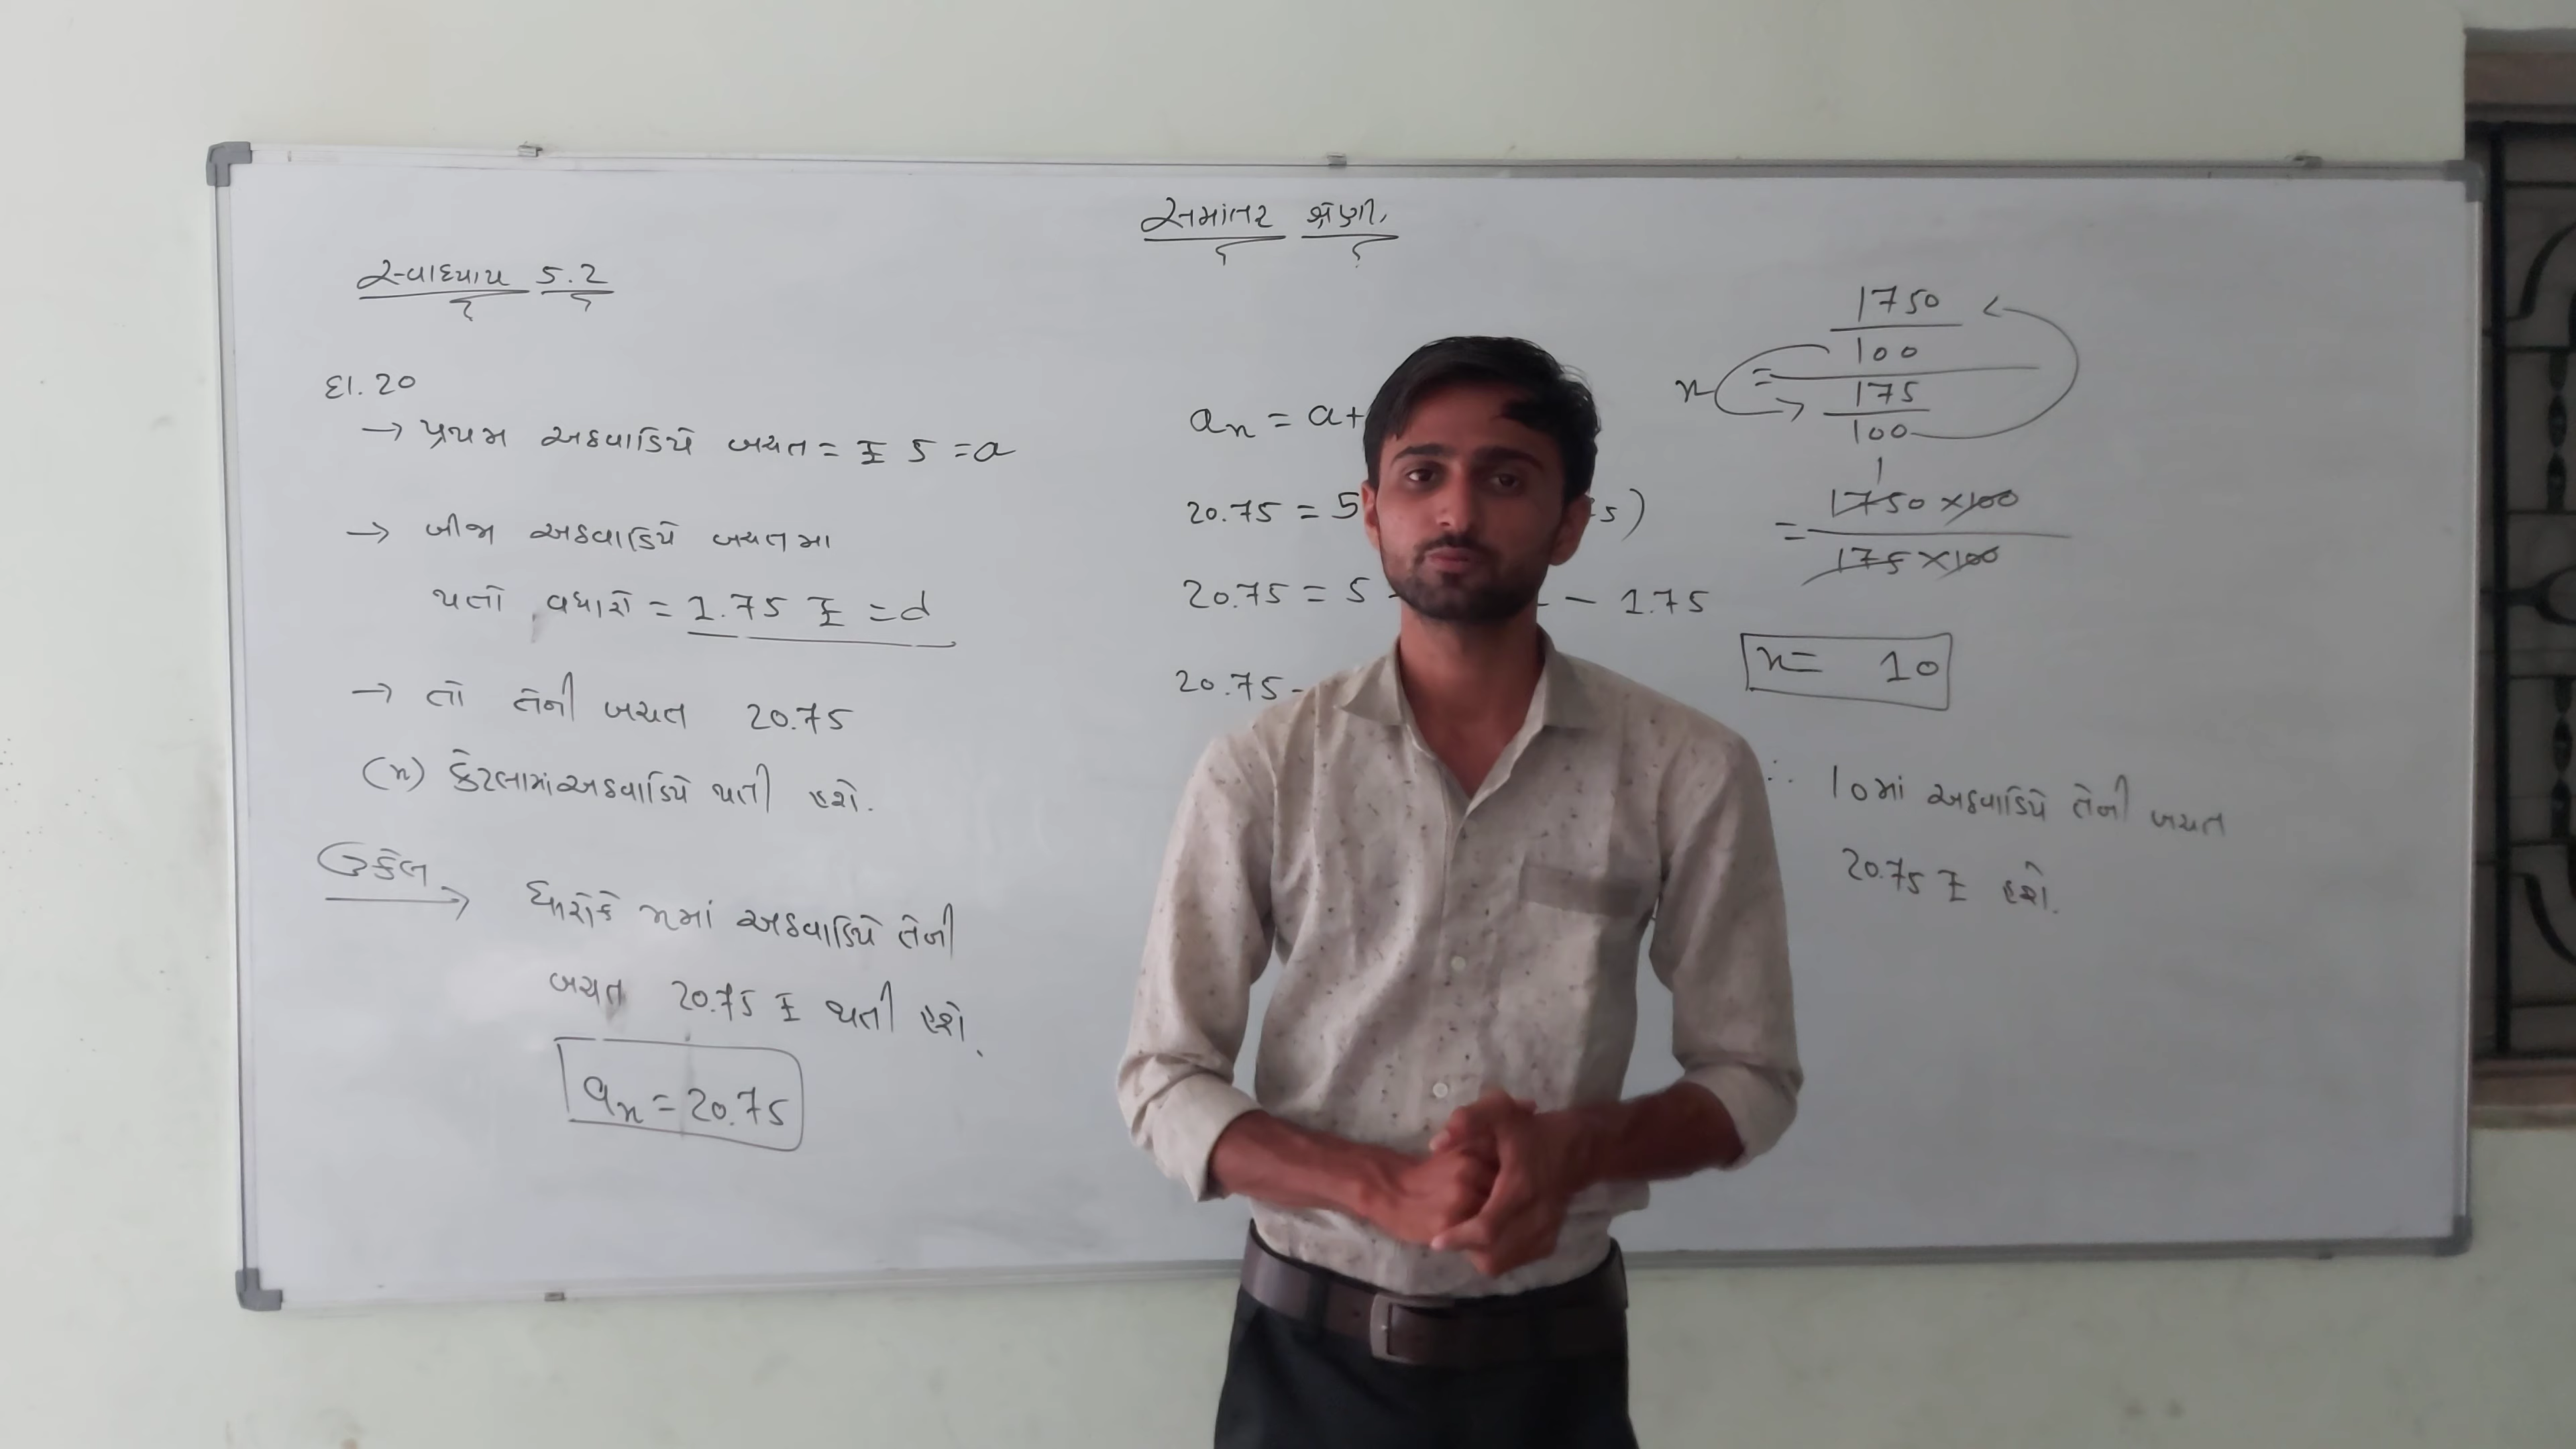 સમાંતર શ્રેણી
સ્વાધ્યાય 5.2
દા. 20
→ પ્રથમ અઠવાડિયે બચત = ₹ 5 = a
→ બીજા અઠવાડિયે બચતમાં
થતો વધારો = 1.75 ₹ = d
→ તો તેની બચત 20.75
(n) કેટલામાં અઠવાડિયે થતી હશે.
ઉકેલ →
ધારોકે nમાં અઠવાડિયે તેની
બચત 20.75 ₹ થતી હશે.
an = 20.75
an = a+
20.75 = 5 5)
20.75 = 5 - 1.75
20.75 -
1750
100
n =
175
100
1
= 1750 × 100
175 × 100
n = 10
∴ 10માં અઠવાડિયે તેની બચત
20.75 ₹ હશે.